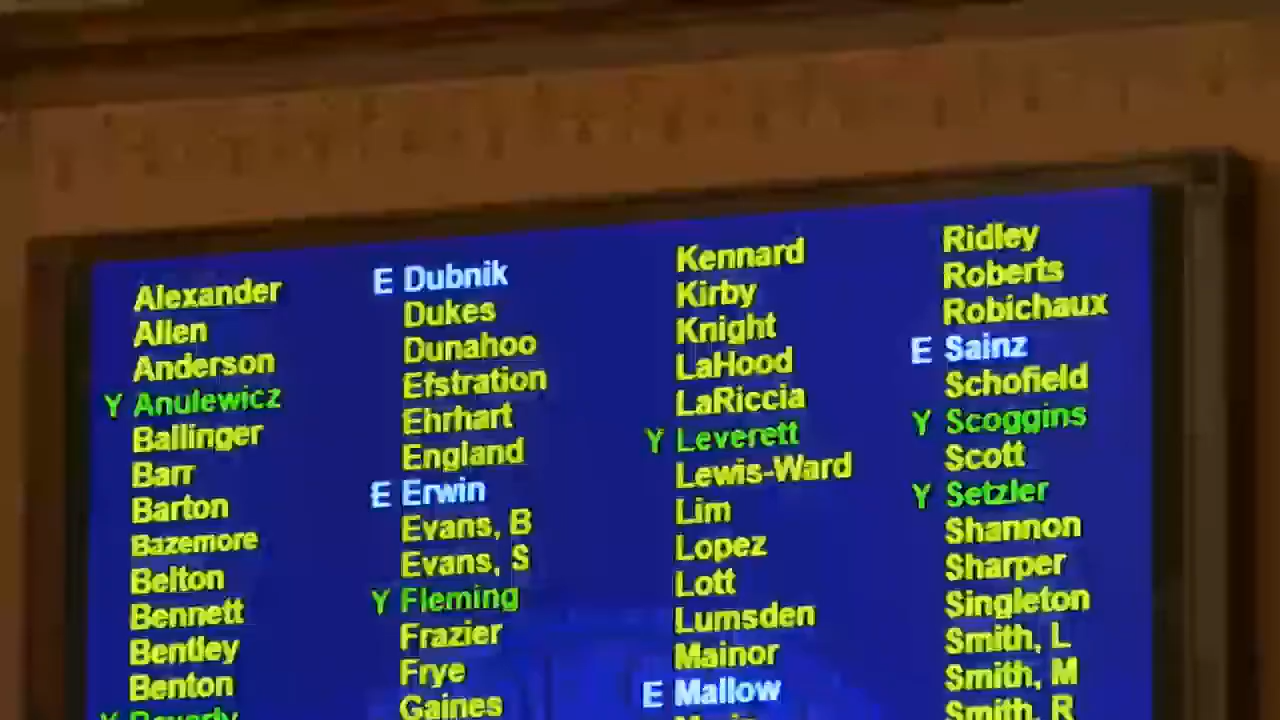 Alexander
Allen
Anderson
Y Anulewicz
Ballinger
Barr
Barton
Bazemore
Belton
Bennett
Bentley
Benton
Y Beverly
E Dubnik
Dukes
Dunahoo
Efstration
Ehrhart
England
E Erwin
Evans, B
Evans, S
Y Fleming
Frazier
Frye
Gaines
Kennard
Kirby
Knight
LaHood
LaRiccia
Y Leverett
Lewis-Ward
Lim
Lopez
Lott
Lumsden
Mainor
E Mallow
Ridley
Roberts
Robichaux
E Sainz
Schofield
Y Scoggins
Scott
Y Setzler
Shannon
Sharper
Singleton
Smith, L
Smith, M
Smith, R